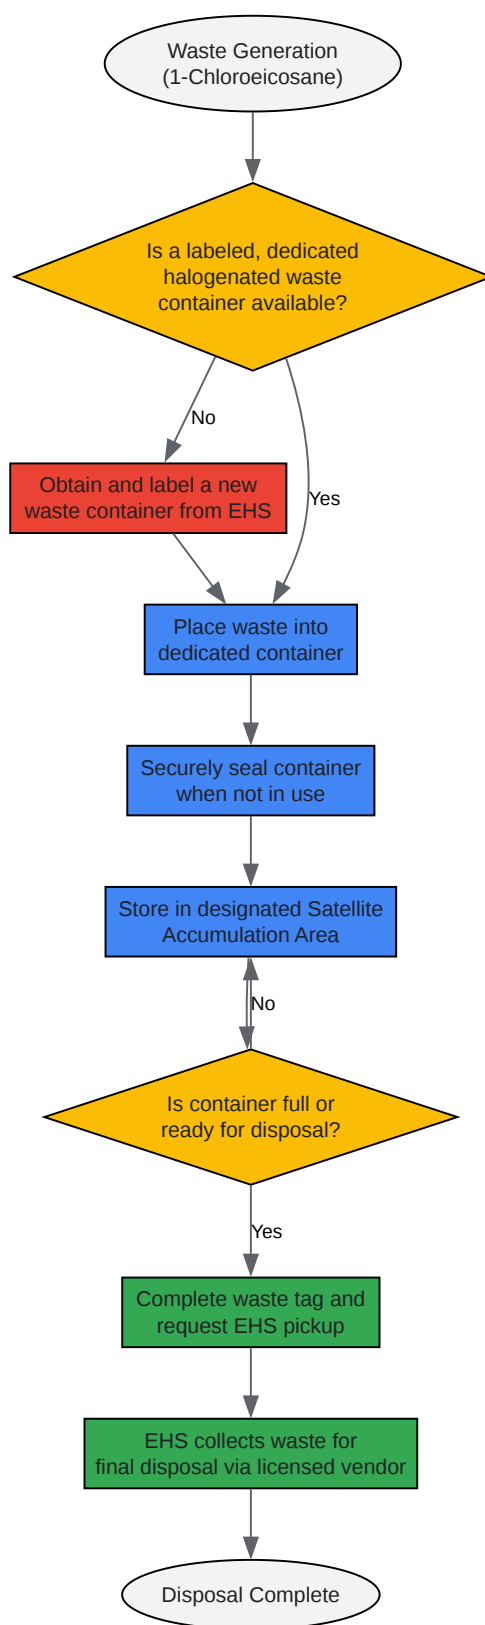 Waste Generation
(1-Chloroeicosane)
Is a labeled, dedicated
halogenated waste
container available?
No
Yes
Obtain and label a new
waste container from EHS
Place waste into
dedicated container
Securely seal container
when not in use
Store in designated Satellite
Accumulation Area
No
Is container full or
ready for disposal?
Yes
Complete waste tag and
request EHS pickup
EHS collects waste for
final disposal via licensed vendor
Disposal Complete